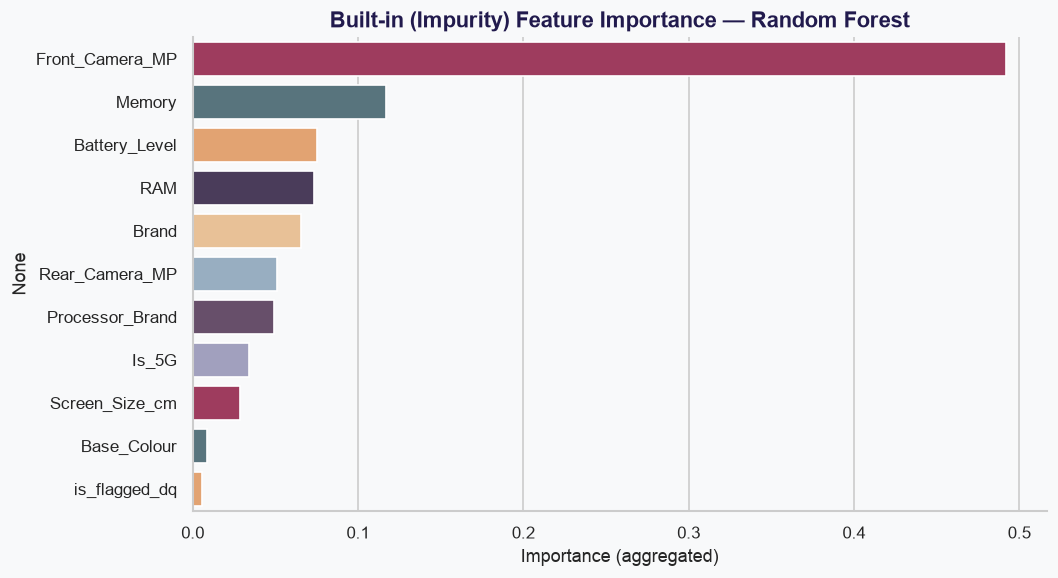 Built-in (Impurity) Feature Importance — Random Forest
Front_Camera_MP
Memory
Battery_Level
RAM
Brand
Rear_Camera_MP
Processor_Brand
Is_5G
Screen_Size_cm
Base_Colour
is_flagged_dq
None
0.0 0.1 0.2 0.3 0.4 0.5
Importance (aggregated)